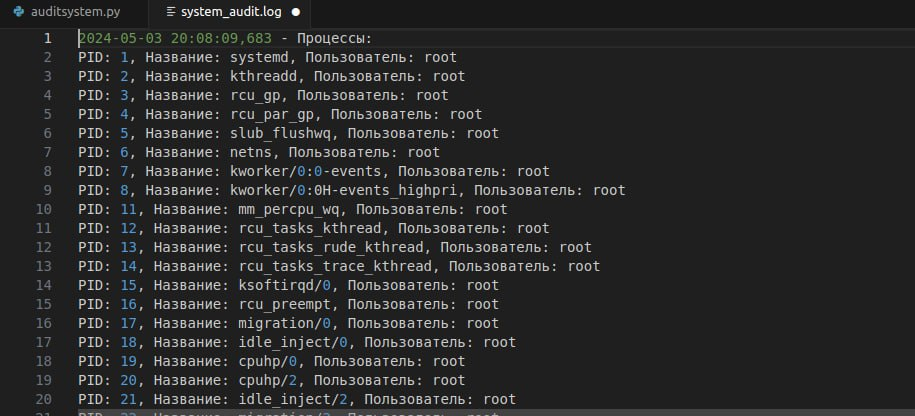 auditsystem.py system_audit.log
1 2024-05-03 20:08:09,683 - Процессы:
2 PID: 1, Название: systemd, Пользователь: root
3 PID: 2, Название: kthreadd, Пользователь: root
4 PID: 3, Название: rcu_gp, Пользователь: root
5 PID: 4, Название: rcu_par_gp, Пользователь: root
6 PID: 5, Название: slub_flushwq, Пользователь: root
7 PID: 6, Название: netns, Пользователь: root
8 PID: 7, Название: kworker/0:0-events, Пользователь: root
9 PID: 8, Название: kworker/0:0H-events_highpri, Пользователь: root
10 PID: 11, Название: mm_percpu_wq, Пользователь: root
11 PID: 12, Название: rcu_tasks_kthread, Пользователь: root
12 PID: 13, Название: rcu_tasks_rude_kthread, Пользователь: root
13 PID: 14, Название: rcu_tasks_trace_kthread, Пользователь: root
14 PID: 15, Название: ksoftirqd/0, Пользователь: root
15 PID: 16, Название: rcu_preempt, Пользователь: root
16 PID: 17, Название: migration/0, Пользователь: root
17 PID: 18, Название: idle_inject/0, Пользователь: root
18 PID: 19, Название: cpuhp/0, Пользователь: root
19 PID: 20, Название: cpuhp/2, Пользователь: root
20 PID: 21, Название: idle_inject/2, Пользователь: root